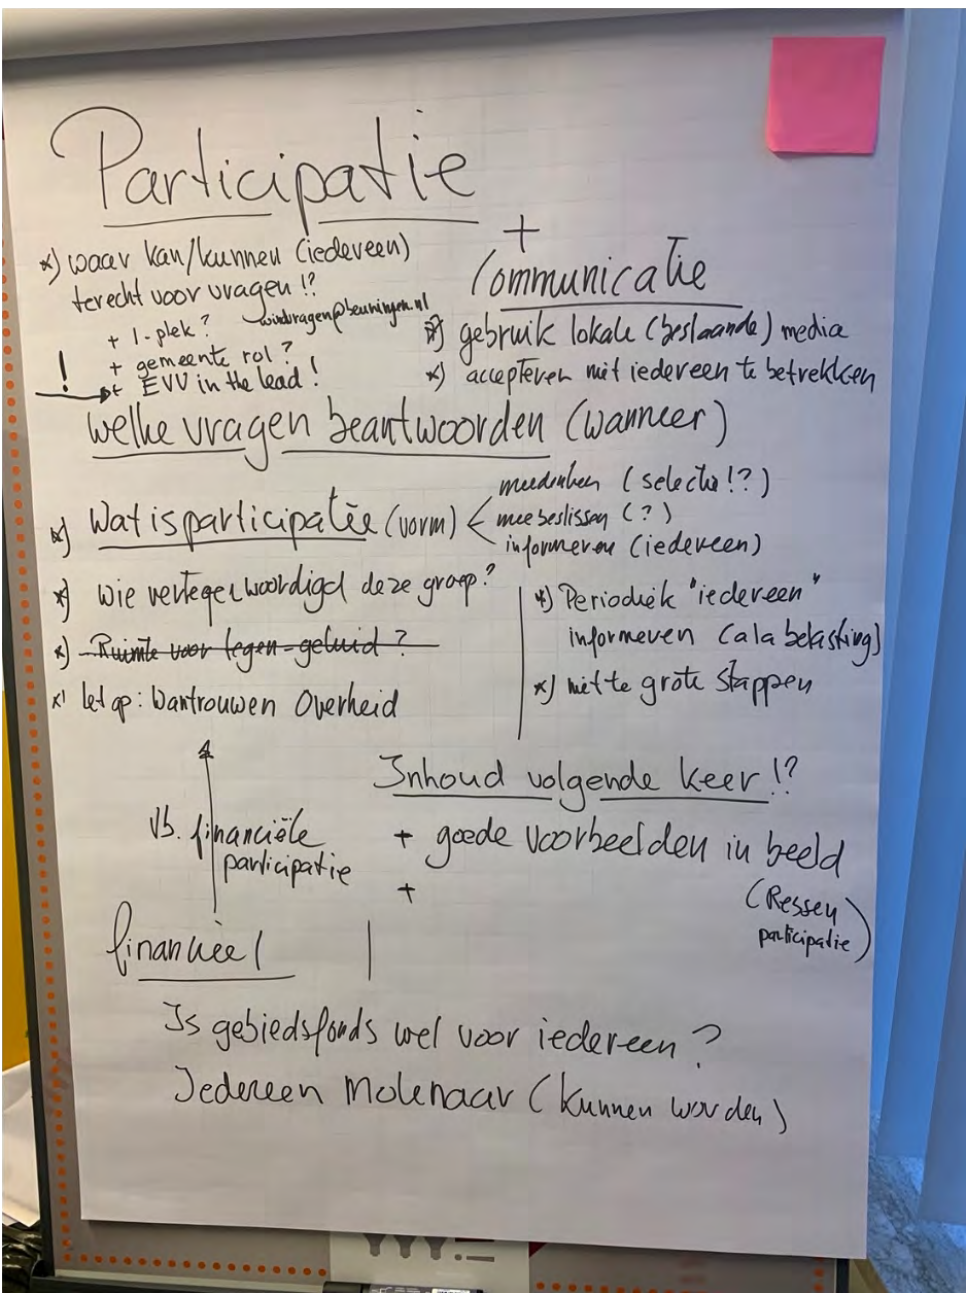 Participatie
*) waar kan/kunnen (iedereen)
terecht voor vragen!?
+ 1-plek? windvragen@beuningen.nl
+ gemeente rol?
! + EVV in the lead!
+
Communicatie
*) gebruik lokale (bestaande) media
*) accepteren niet iedereen te betrekken
welke vragen beantwoorden (wanneer)
*) Wat is participatie (vorm) <
meedenken (selectie!?)
meebeslissen (?)
informeren (iedereen)
*) wie vertegenwoordigd deze groep?
*) Ruimte voor tegen-geluid?
*) let op: Wantrouwen Overheid
*) Periodiek "iedereen"
informeren (ala belasting)
*) niet te grote stappen
vb. financiële
participatie
Inhoud volgende keer!?
+ goede voorbeelden in beeld
(Ressen
participatie)
+
financieel
Is gebiedsfonds wel voor iedereen?
Iedereen Molenaar (kunnen worden)